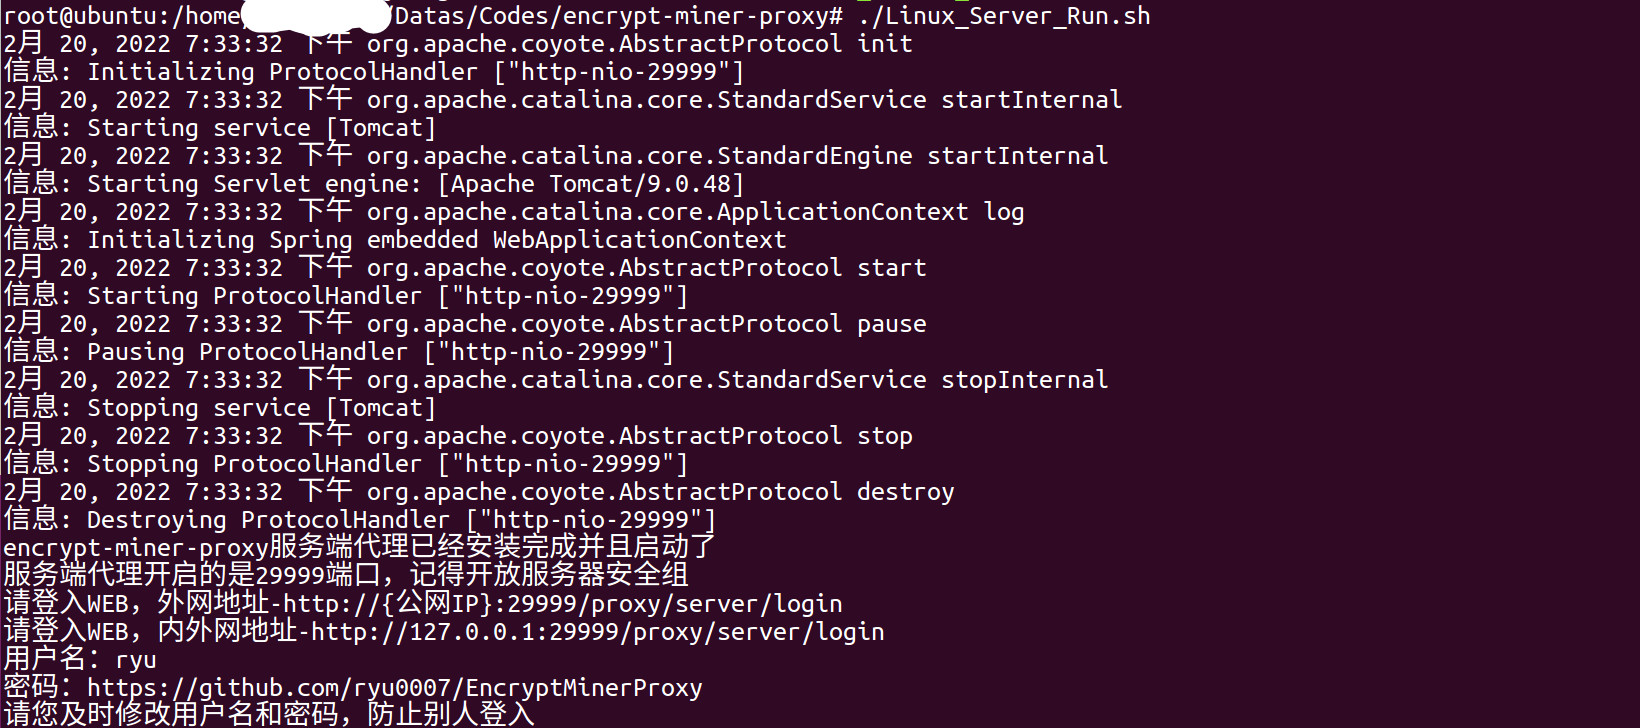 root@ubuntu:/home /Datas/Codes/encrypt-miner-proxy# ./Linux_Server_Run.sh
2月 20, 2022 7:33:32 下午 org.apache.coyote.AbstractProtocol init
信息: Initializing ProtocolHandler ["http-nio-29999"]
2月 20, 2022 7:33:32 下午 org.apache.catalina.core.StandardService startInternal
信息: Starting service [Tomcat]
2月 20, 2022 7:33:32 下午 org.apache.catalina.core.StandardEngine startInternal
信息: Starting Servlet engine: [Apache Tomcat/9.0.48]
2月 20, 2022 7:33:32 下午 org.apache.catalina.core.ApplicationContext log
信息: Initializing Spring embedded WebApplicationContext
2月 20, 2022 7:33:32 下午 org.apache.coyote.AbstractProtocol start
信息: Starting ProtocolHandler ["http-nio-29999"]
2月 20, 2022 7:33:32 下午 org.apache.coyote.AbstractProtocol pause
信息: Pausing ProtocolHandler ["http-nio-29999"]
2月 20, 2022 7:33:32 下午 org.apache.catalina.core.StandardService stopInternal
信息: Stopping service [Tomcat]
2月 20, 2022 7:33:32 下午 org.apache.coyote.AbstractProtocol stop
信息: Stopping ProtocolHandler ["http-nio-29999"]
2月 20, 2022 7:33:32 下午 org.apache.coyote.AbstractProtocol destroy
信息: Destroying ProtocolHandler ["http-nio-29999"]
encrypt-miner-proxy服务端代理已经安装完成并且启动了
服务端代理开启的是29999端口，记得开放服务器安全组
请登入WEB，外网地址-http://{公网IP}:29999/proxy/server/login
请登入WEB，内外网地址-http://127.0.0.1:29999/proxy/server/login
用户名：ryu
密码：https://github.com/ryu0007/EncryptMinerProxy
请您及时修改用户名和密码，防止别人登入